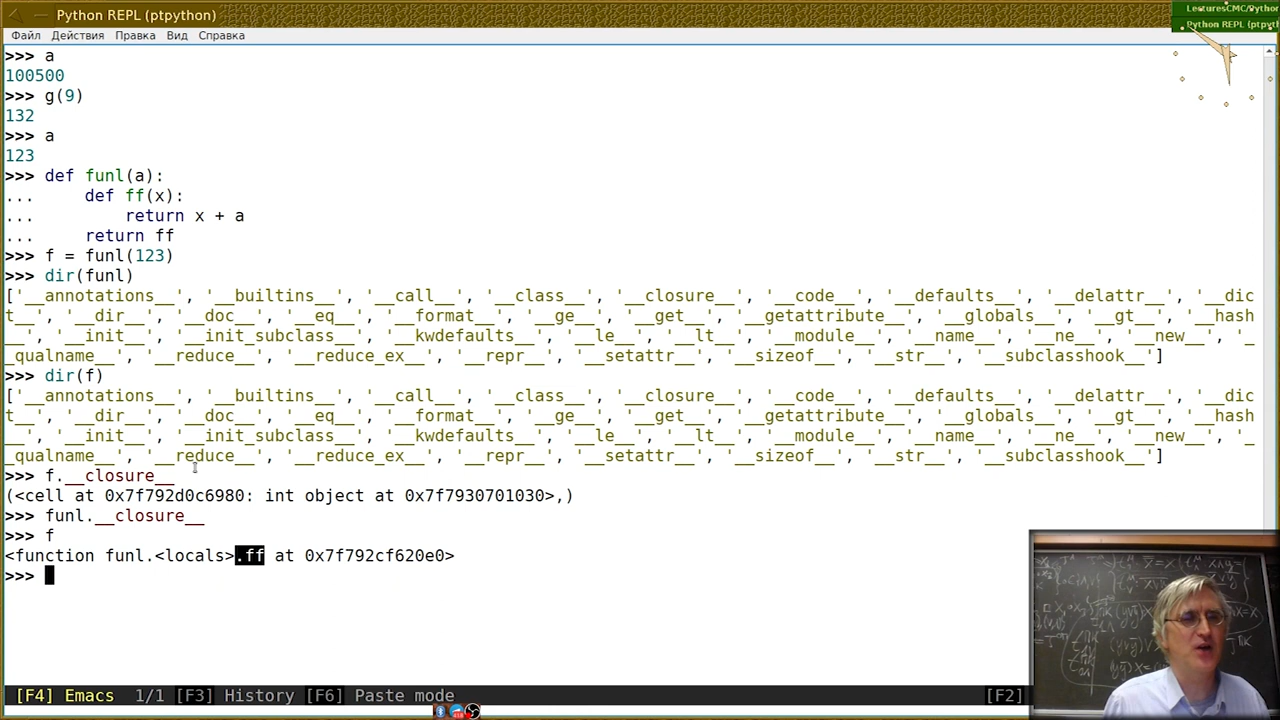 Python REPL (ptpython)
LecturesCMC/Python
Python REPL (ptpyt
Файл Действия Правка Вид Справка
>>> a
100500
>>> g(9)
132
>>> a
123
>>> def funl(a):
...     def ff(x):
...         return x + a
...     return ff
>>> f = funl(123)
>>> dir(funl)
['__annotations__', '__builtins__', '__call__', '__class__', '__closure__', '__code__', '__defaults__', '__delattr__', '__dic
t__', '__dir__', '__doc__', '__eq__', '__format__', '__ge__', '__get__', '__getattribute__', '__globals__', '__gt__', '__hash
__', '__init__', '__init_subclass__', '__kwdefaults__', '__le__', '__lt__', '__module__', '__name__', '__ne__', '__new__', '_
_qualname__', '__reduce__', '__reduce_ex__', '__repr__', '__setattr__', '__sizeof__', '__str__', '__subclasshook__']
>>> dir(f)
['__annotations__', '__builtins__', '__call__', '__class__', '__closure__', '__code__', '__defaults__', '__delattr__', '__dic
t__', '__dir__', '__doc__', '__eq__', '__format__', '__ge__', '__get__', '__getattribute__', '__globals__', '__gt__', '__hash
__', '__init__', '__init_subclass__', '__kwdefaults__', '__le__', '__lt__', '__module__', '__name__', '__ne__', '__new__', '_
_qualname__', '__reduce__', '__reduce_ex__', '__repr__', '__setattr__', '__sizeof__', '__str__', '__subclasshook__']
>>> f.__closure__
(<cell at 0x7f792d0c6980: int object at 0x7f7930701030>,)
>>> funl.__closure__
>>> f
<function funl.<locals>.ff at 0x7f792cf620e0>
>>>
[F4] Emacs 1/1 [F3] History [F6] Paste mode [F2]